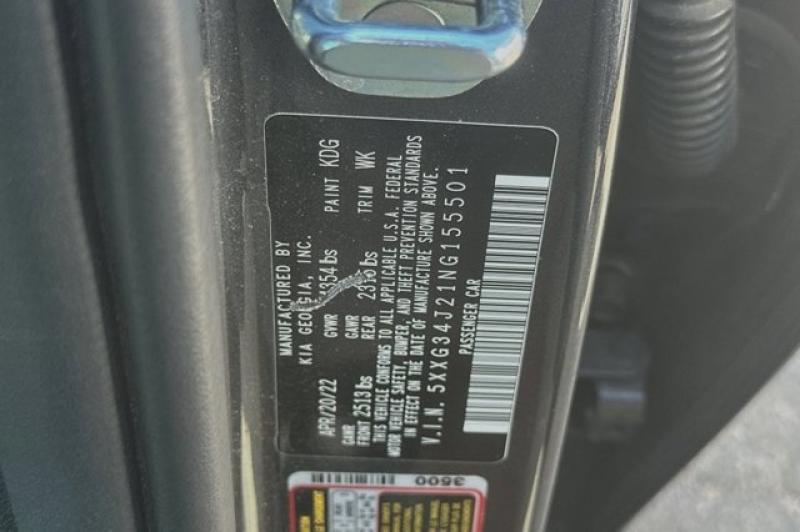 MANUFACTURED BY
KIA GEORGIA, INC.
APR/20/22 GVWR 4354 lbs PAINT KDG
GAWR GAWR
FRONT 2513 lbs REAR lbs TRIM WK
THIS VEHICLE CONFORMS TO ALL APPLICABLE U.S.A. FEDERAL
MOTOR VEHICLE SAFETY, BUMPER, AND THEFT PREVENTION STANDARDS
IN EFFECT ON THE DATE OF MANUFACTURE SHOWN ABOVE.
V.I.N. 5XXG34J21NG155501
PASSENGER CAR
3500